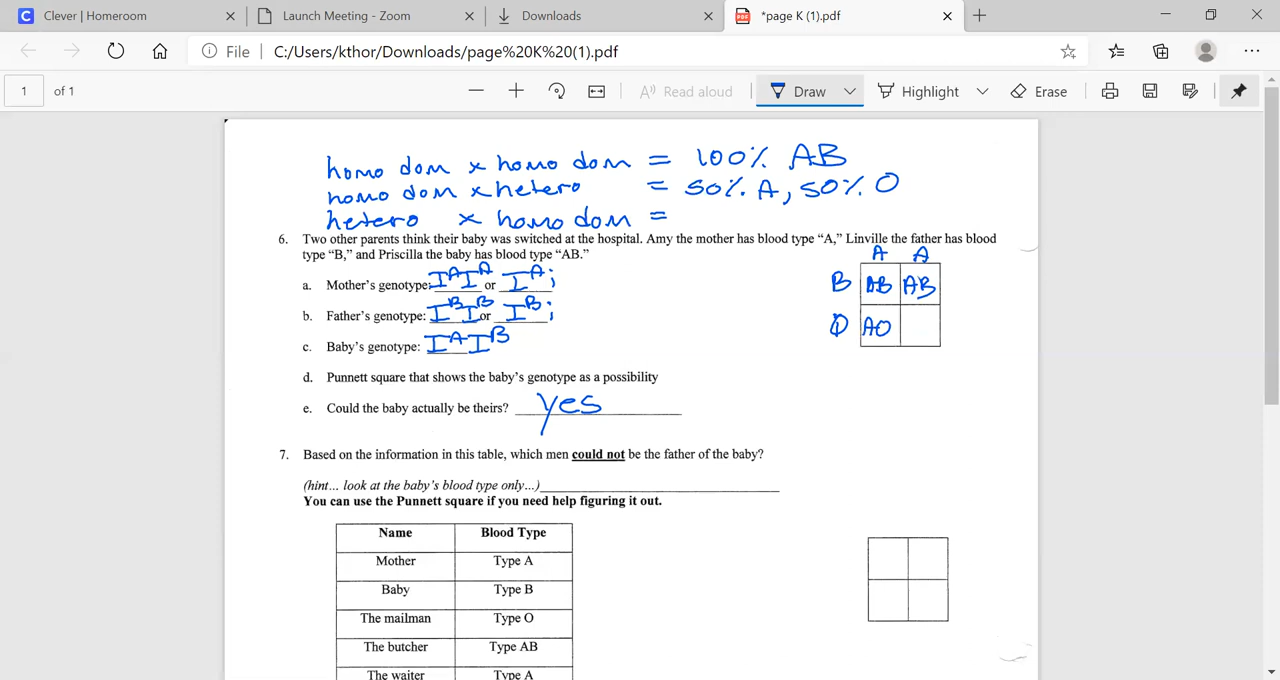 Clever | Homeroom
Launch Meeting - Zoom
Downloads
*page K (1).pdf
File C:/Users/kthor/Downloads/page%20K%20(1).pdf
1 of 1
Read aloud
Draw
Highlight
Erase
homo dom x homo dom = 100% AB
homo dom x hetero = 50% A, 50% O
hetero x homo dom =
6. Two other parents think their baby was switched at the hospital. Amy the mother has blood type “A,” Linville the father has blood
type “B,” and Priscilla the baby has blood type “AB.”
A A
a. Mother’s genotype: IAIA or IAi
B AB AB
b. Father’s genotype: IBIB or IBi
O AO
c. Baby’s genotype: IAIB
d. Punnett square that shows the baby’s genotype as a possibility
e. Could the baby actually be theirs? yes
7. Based on the information in this table, which men could not be the father of the baby?
(hint... look at the baby’s blood type only...)
You can use the Punnett square if you need help figuring it out.
Name Blood Type
Mother Type A
Baby Type B
The mailman Type O
The butcher Type AB
The waiter Type A